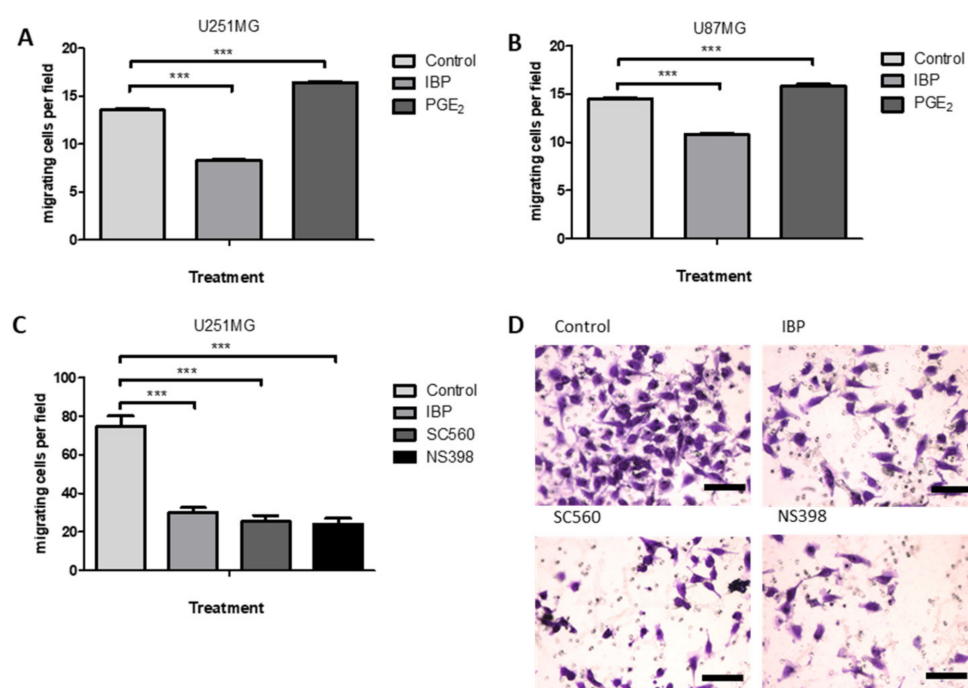 A
U251MG
***
***
migrating cells per field
20
15
10
5
0
Treatment
Control
IBP
PGE₂
B
U87MG
***
***
migrating cells per field
20
15
10
5
0
Treatment
Control
IBP
PGE₂
C
U251MG
***
***
***
migrating cells per field
100
80
60
40
20
0
Treatment
Control
IBP
SC560
NS398
D
Control IBP
SC560 NS398